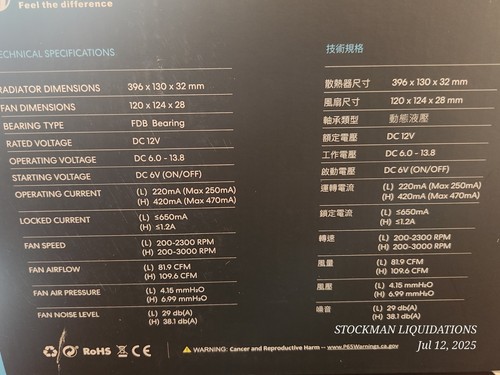 Feel the difference
TECHNICAL SPECIFICATIONS
RADIATOR DIMENSIONS 396 x 130 x 32 mm
FAN DIMENSIONS 120 x 124 x 28
BEARING TYPE FDB Bearing
RATED VOLTAGE DC 12V
OPERATING VOLTAGE DC 6.0 - 13.8
STARTING VOLTAGE DC 6V (ON/OFF)
OPERATING CURRENT (L) 220mA (Max 250mA)
(H) 420mA (Max 470mA)
LOCKED CURRENT (L) ≤650mA
(H) ≤1.2A
FAN SPEED (L) 200-2300 RPM
(H) 200-3000 RPM
FAN AIRFLOW (L) 81.9 CFM
(H) 109.6 CFM
FAN AIR PRESSURE (L) 4.15 mmH₂O
(H) 6.99 mmH₂O
FAN NOISE LEVEL (L) 29 db(A)
(H) 38.1 db(A)
RoHS CE
WARNING: Cancer and Reproductive Harm -- www.P65Warnings.ca.gov
技術規格
散熱器尺寸 396 x 130 x 32 mm
風扇尺寸 120 x 124 x 28 mm
軸承類型 動態液壓
額定電壓 DC 12V
工作電壓 DC 6.0 - 13.8
啟動電壓 DC 6V (ON/OFF)
運轉電流 (L) 220mA (Max 250mA)
(H) 420mA (Max 470mA)
鎖定電流 (L) ≤650mA
(H) ≤1.2A
轉速 (L) 200-2300 RPM
(H) 200-3000 RPM
風量 (L) 81.9 CFM
(H) 109.6 CFM
風壓 (L) 4.15 mmH₂O
(H) 6.99 mmH₂O
噪音 (L) 29 db(A)
(H) 38.1 db(A)
STOCKMAN LIQUIDATIONS
Jul 12, 2025